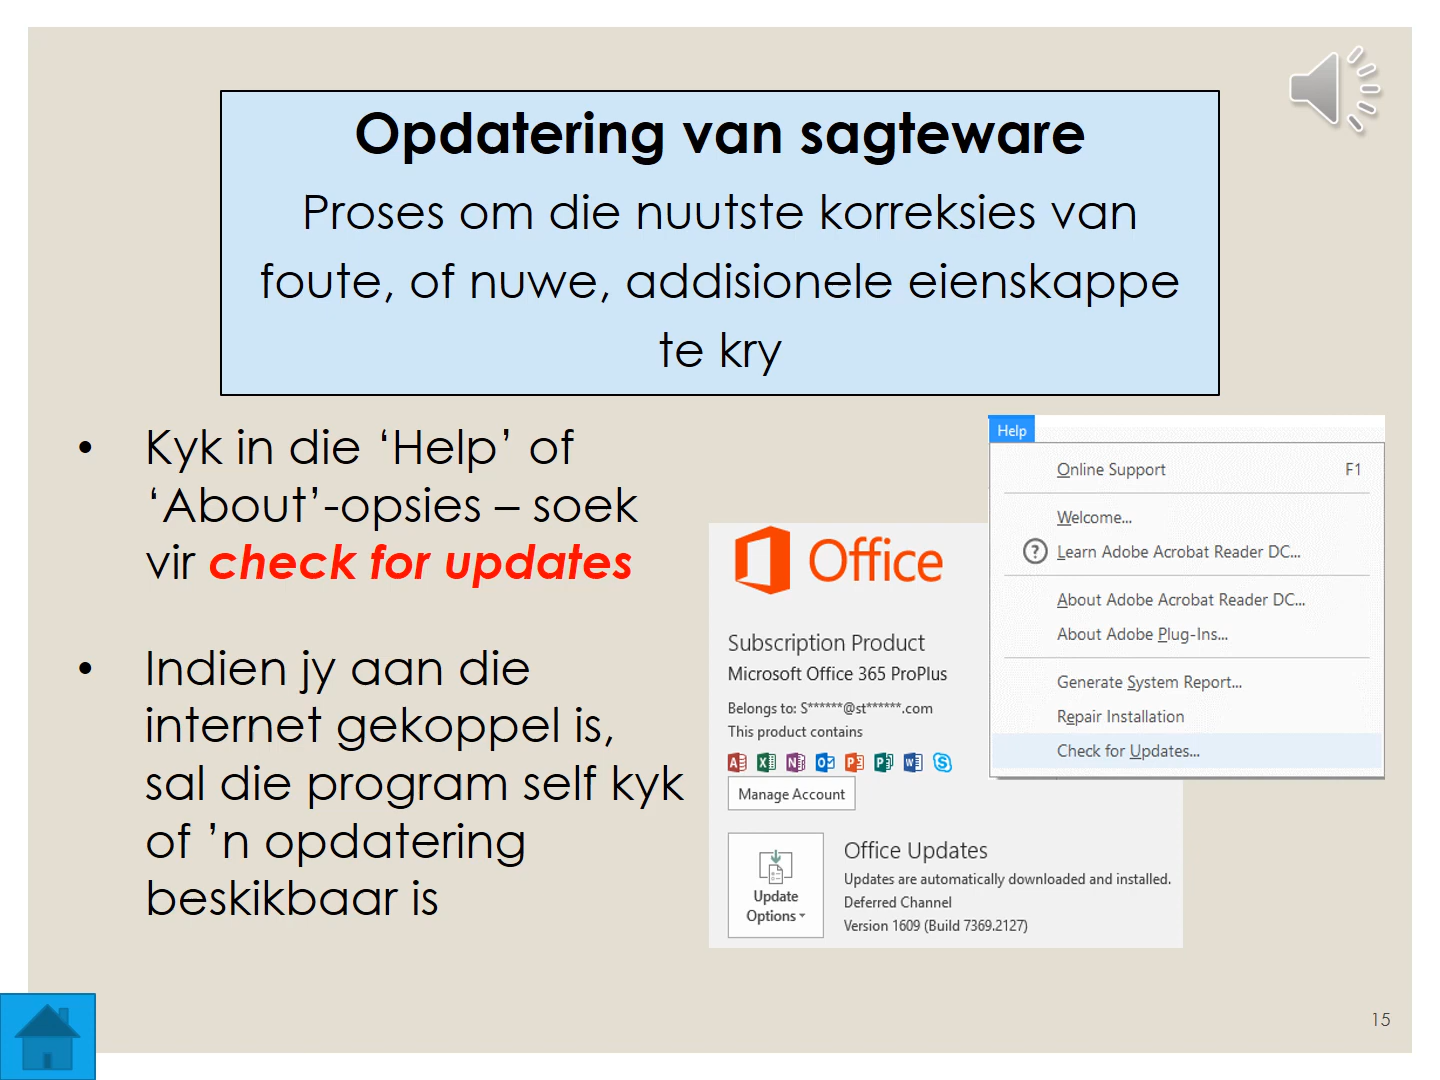 Opdatering van sagteware
Proses om die nuutste korreksies van
foute, of nuwe, addisionele eienskappe
te kry
• Kyk in die ‘Help’ of
‘About’-opsies – soek
vir check for updates
• Indien jy aan die
internet gekoppel is,
sal die program self kyk
of ’n opdatering
beskikbaar is
Office
Subscription Product
Microsoft Office 365 ProPlus
Belongs to: S******@st******.com
This product contains
Manage Account
Update
Options
Office Updates
Updates are automatically downloaded and installed.
Deferred Channel
Version 1609 (Build 7369.2127)
Help
Online Support F1
Welcome...
Learn Adobe Acrobat Reader DC...
About Adobe Acrobat Reader DC...
About Adobe Plug-Ins...
Generate System Report...
Repair Installation
Check for Updates...
15